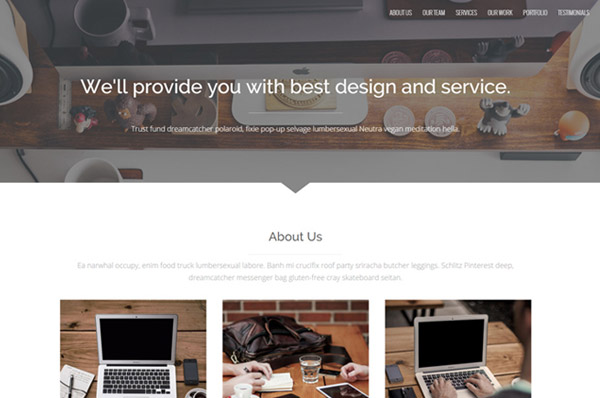 ABOUT US OUR TEAM SERVICES OUR WORK PORTFOLIO TESTIMONIALS
We'll provide you with best design and service.
Trust fund dreamcatcher polaroid, fixie pop-up selvage lumbersexual Neutra vegan meditation hella.
About Us
Ea narwhal occupy, enim food truck lumbersexual labore. Banh mi crucifix roof party sriracha butcher leggings. Schlitz Pinterest deep,
dreamcatcher messenger bag gluten-free cray skateboard seitan.